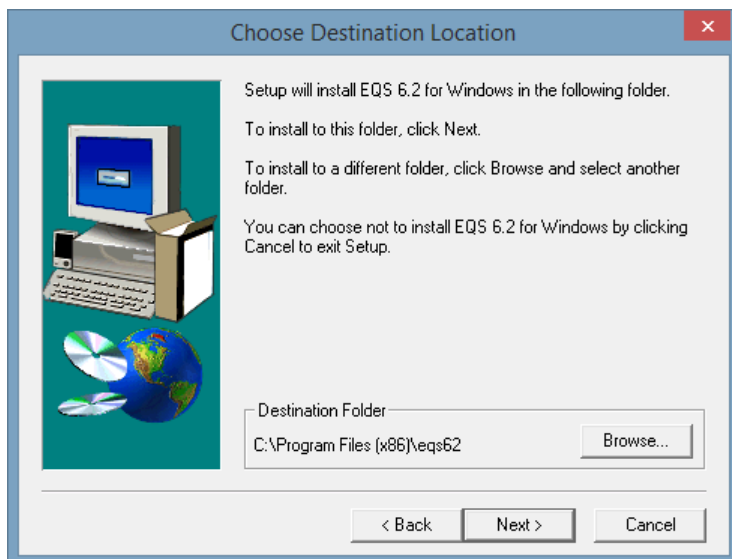 Choose Destination Location
Setup will install EQS 6.2 for Windows in the following folder.
To install to this folder, click Next.
To install to a different folder, click Browse and select another
folder.
You can choose not to install EQS 6.2 for Windows by clicking
Cancel to exit Setup.
Destination Folder
C:\Program Files (x86)\eqs62
Browse...
< Back
Next >
Cancel